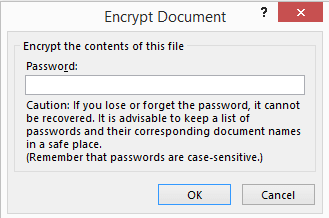 Encrypt Document
? ×
Encrypt the contents of this file
Password:
Caution: If you lose or forget the password, it cannot
be recovered. It is advisable to keep a list of
passwords and their corresponding document names
in a safe place.
(Remember that passwords are case-sensitive.)
OK Cancel